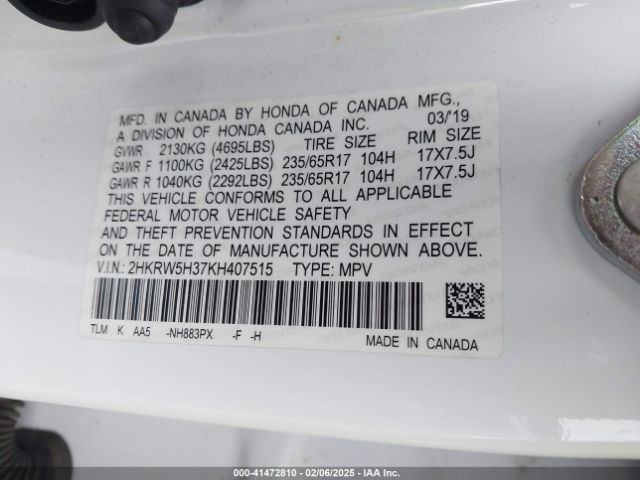 MFD. IN CANADA BY HONDA OF CANADA MFG.,
A DIVISION OF HONDA CANADA INC. 03/'19
GVWR 2130KG (4695LBS) TIRE SIZE RIM SIZE
GAWR F 1100KG (2425LBS) 235/65R17 104H 17X7.5J
GAWR R 1040KG (2292LBS) 235/65R17 104H 17X7.5J
THIS VEHICLE CONFORMS TO ALL APPLICABLE
FEDERAL MOTOR VEHICLE SAFETY
AND THEFT PREVENTION STANDARDS IN EFFECT
ON THE DATE OF MANUFACTURE SHOWN ABOVE.
V.I.N.: 2HKRW5H37KH407515 TYPE: MPV
TLM K AA5 -NH883PX -F -H MADE IN CANADA
000-41472810 - 02/06/2025 - IAA Inc.